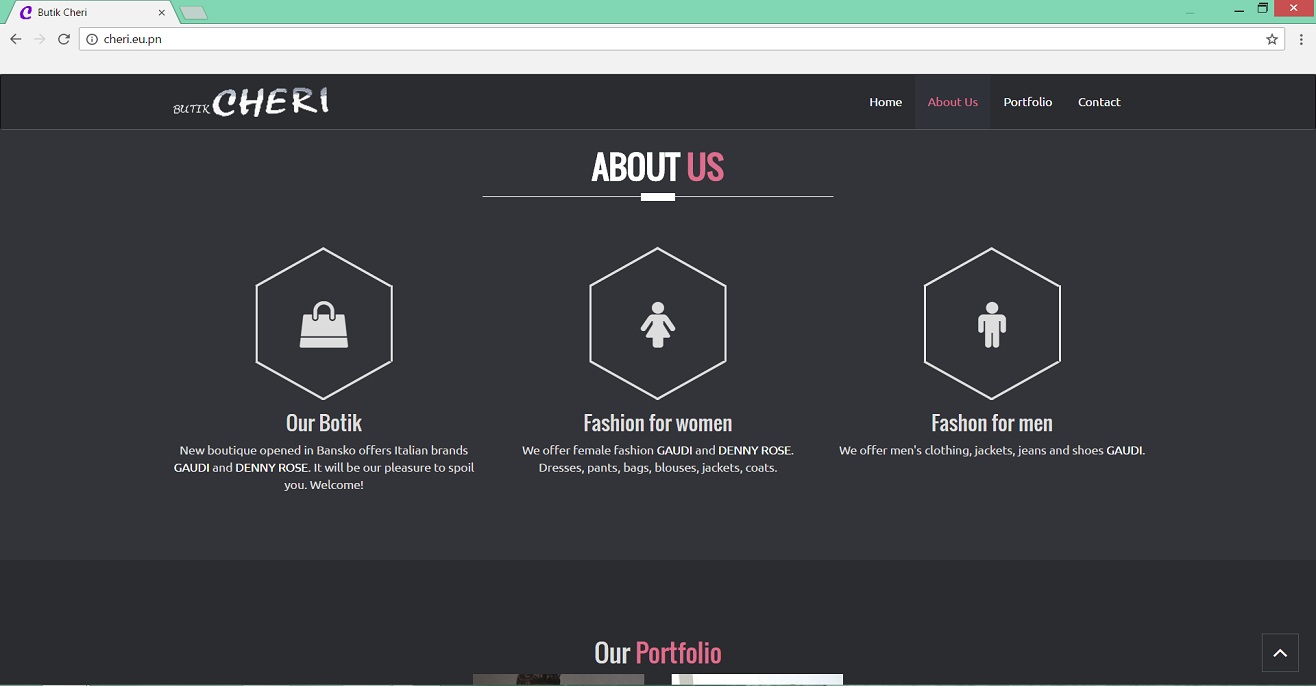 Butik Cheri
cheri.eu.pn
BUTIK CHERI
Home
About Us
Portfolio
Contact
ABOUT US
Our Botik
New boutique opened in Bansko offers Italian brands
GAUDI and DENNY ROSE. It will be our pleasure to spoil
you. Welcome!
Fashion for women
We offer female fashion GAUDI and DENNY ROSE.
Dresses, pants, bags, blouses, jackets, coats.
Fashon for men
We offer men's clothing, jackets, jeans and shoes GAUDI.
Our Portfolio